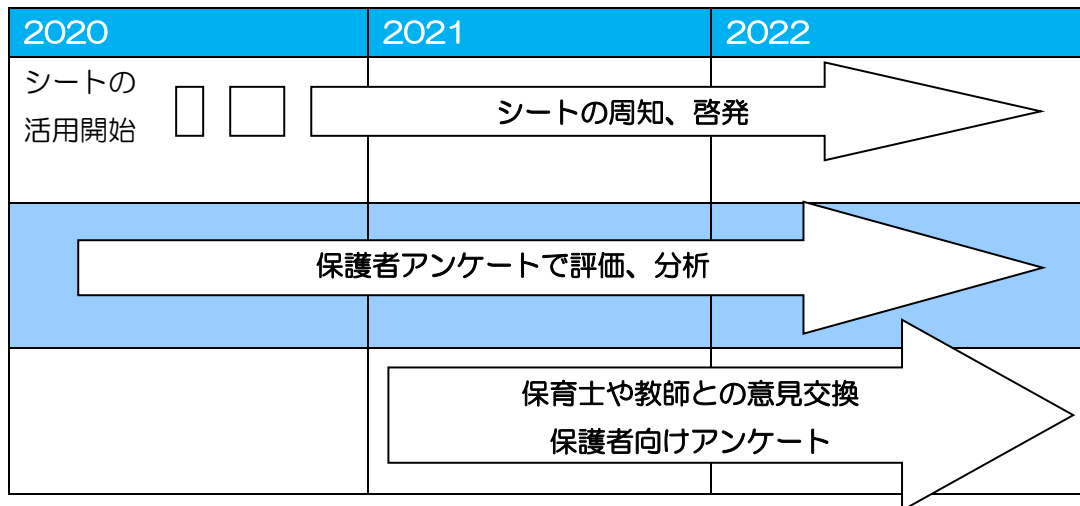 2020 2021 2022
シートの
活用開始
シートの周知、啓発
保護者アンケートで評価、分析
保育士や教師との意見交換
保護者向けアンケート